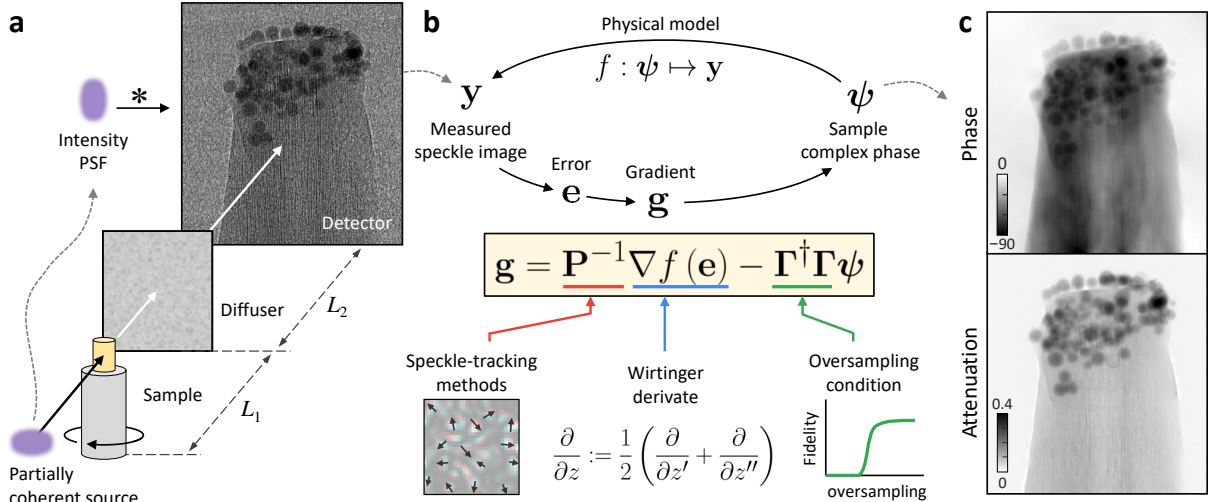 a
Intensity
PSF
*
Detector
Diffuser
Sample
L₂
L₁
Partially
coherent source
b
Physical model
f : ψ ↦ y
y
ψ
Measured
speckle image
Sample
complex phase
Error
Gradient
e
g
g = P⁻¹∇f (e) − Γ†Γψ
Speckle-tracking
methods
Wirtinger
derivate
∂/∂z := 1/2 (∂/∂z′ + ∂/∂z″)
Oversampling
condition
Fidelity
oversampling
c
Phase
0
−90
Attenuation
0.4
0